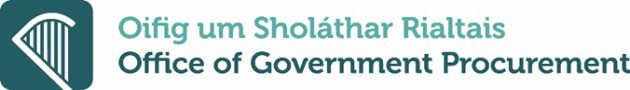 Oifig um Sholáthar Rialtais
Office of Government Procurement